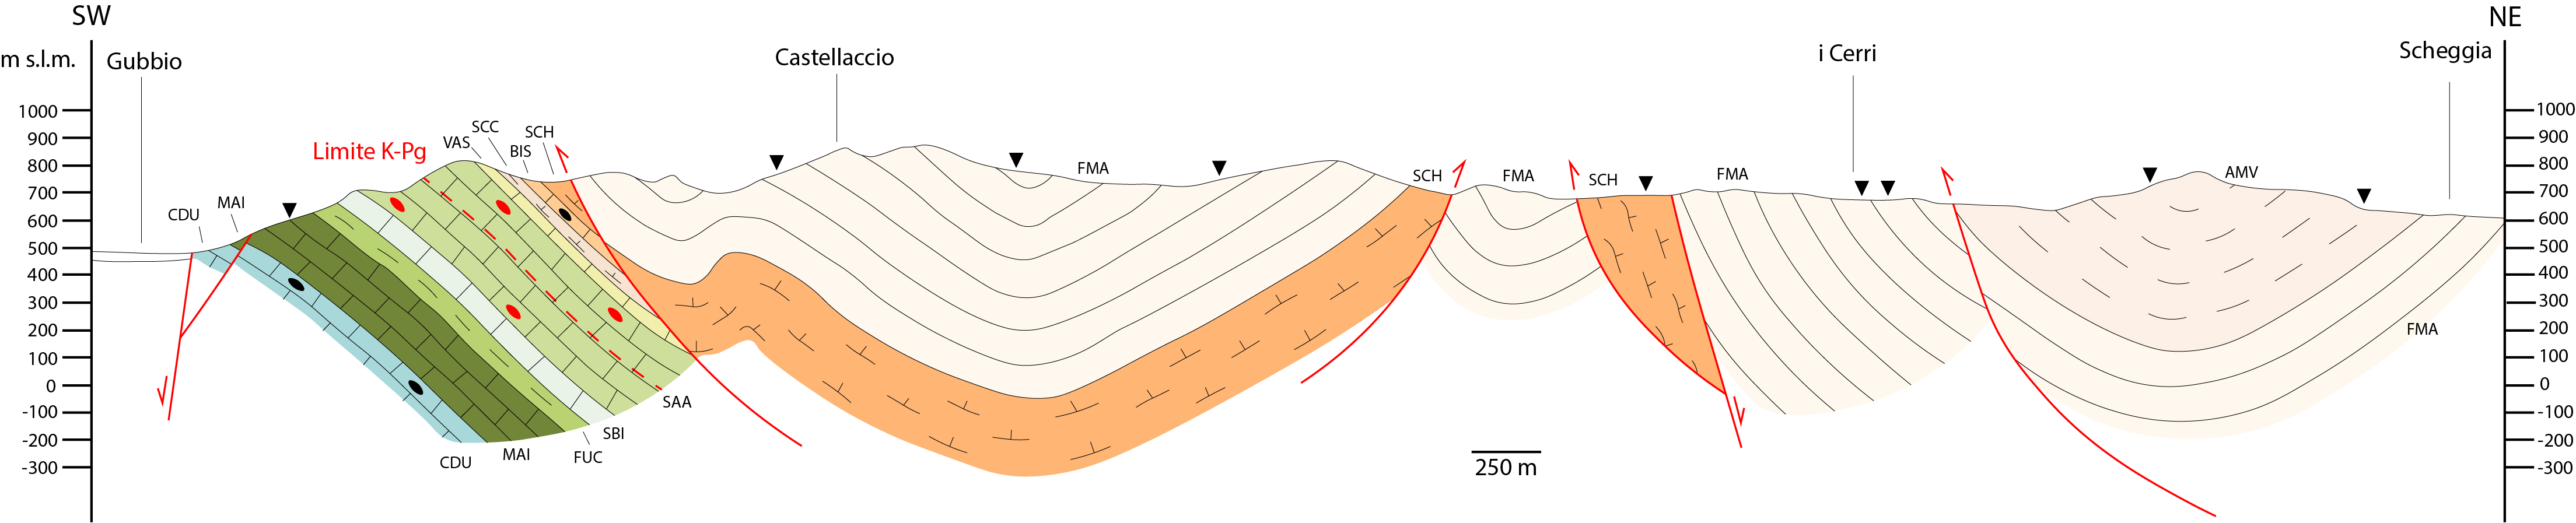 SW
NE
m s.l.m.
Gubbio
Castellaccio
i Cerri
Scheggia
1000
900
800
700
600
500
400
300
200
100
0
-100
-200
-300
CDU
MAI
Limite K-Pg
VAS
SCC
BIS
SCH
FMA
SCH
FMA
SCH
FMA
AMV
FMA
CDU
MAI
FUC
SBI
SAA
250 m
1000
900
800
700
600
500
400
300
200
100
0
-100
-200
-300